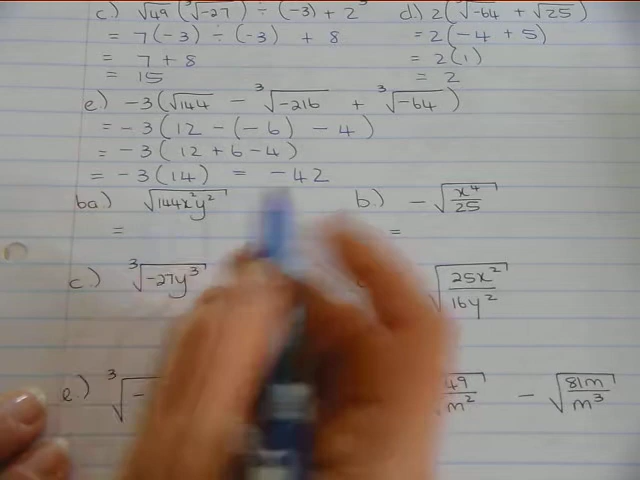 c.) √49 (∛-27) ÷ (-3) + 2³ d.) 2(∛-64 + √25)
= 7(-3) ÷ (-3) + 8 = 2(-4 + 5)
= 7 + 8 = 2(1)
= 15 = 2
e.) -3(√144 - ∛-216 + ∛-64)
= -3(12 - (-6) - 4)
= -3(12 + 6 - 4)
= -3(14) = -42
6a.) √144x²y² b.) -√x⁴/25
= =
c.) ∛-27y³ √25x²/16y²
e.) ∛- 49/m² - √81m/m³